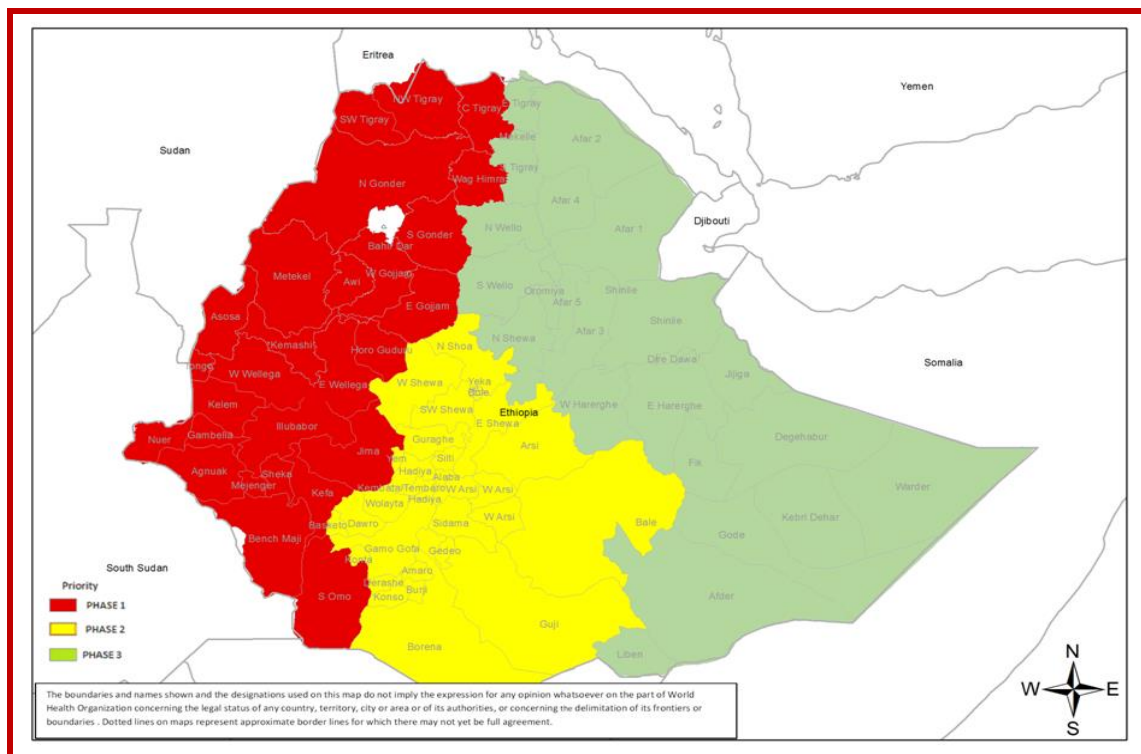 Eritrea
Yemen
NW Tigray
E Tigray
C Tigray
SW Tigray
Mekelle
Afar 2
Sudan
Tigray
Wag Himra
N Gonder
Afar 4
Djibouti
N Wello
Afar 1
S Gonder
Bahir Dar
W Gojjam
Metekel
Awi
S Wello
Oromiya
Shinile
Afar 5
E Gojjam
Asosa
Shinile
Afar 3
N Shewa
Kemashi
Horo Guduru
N Shoa
Dire Dawa
Somalia
W Wellega
E Wellega
W Shewa
Yeka
Bole
Jijiga
Kelem
SW Shewa
Ethiopia
W Harerghe
E Harerghe
E Shewa
Illubabor
Nuer
Gambella
Guraghe
Arsi
Degehabur
Jima
Yem
Silti
Fik
Agnuak
Sheka
Hadiya
Alaba
Mejenger
Kefa
Kembata/Tembaro
W Arsi
W Arsi
Warder
Hadiya
Wolayta
Kebri Dehar
Basketo
Dawro
Sidama
W Arsi
Bale
Bench Maji
Gode
Gamo Gofa
Gedeo
Konta
South Sudan
Amaro
Derashe
Burji
S Omo
Konso
Afder
Guji
Borena
Liben
Priority
PHASE 1
PHASE 2
PHASE 3
N
W
E
S
The boundaries and names shown and the designations used on this map do not imply the expression for any opinion whatsoever on the part of World
Health Organization concerning the legal status of any country, territory, city or area or of its authorities, or concerning the delimitation of its frontiers or
boundaries . Dotted lines on maps represent approximate border lines for which there may not yet be full agreement.